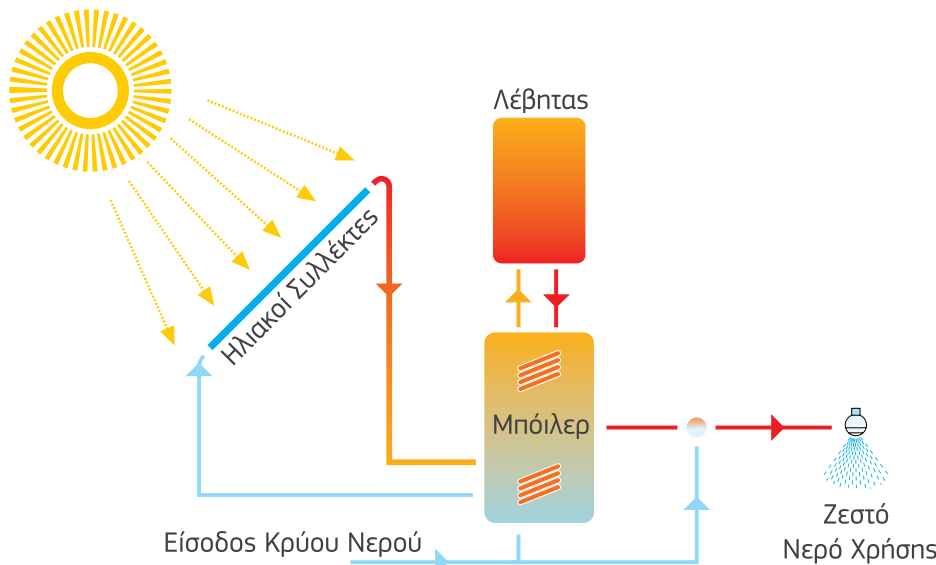 Λέβητας
Ηλιακοί Συλλέκτες
Μπόιλερ
Είσοδος Κρύου Νερού
Ζεστό
Νερό Χρήσης